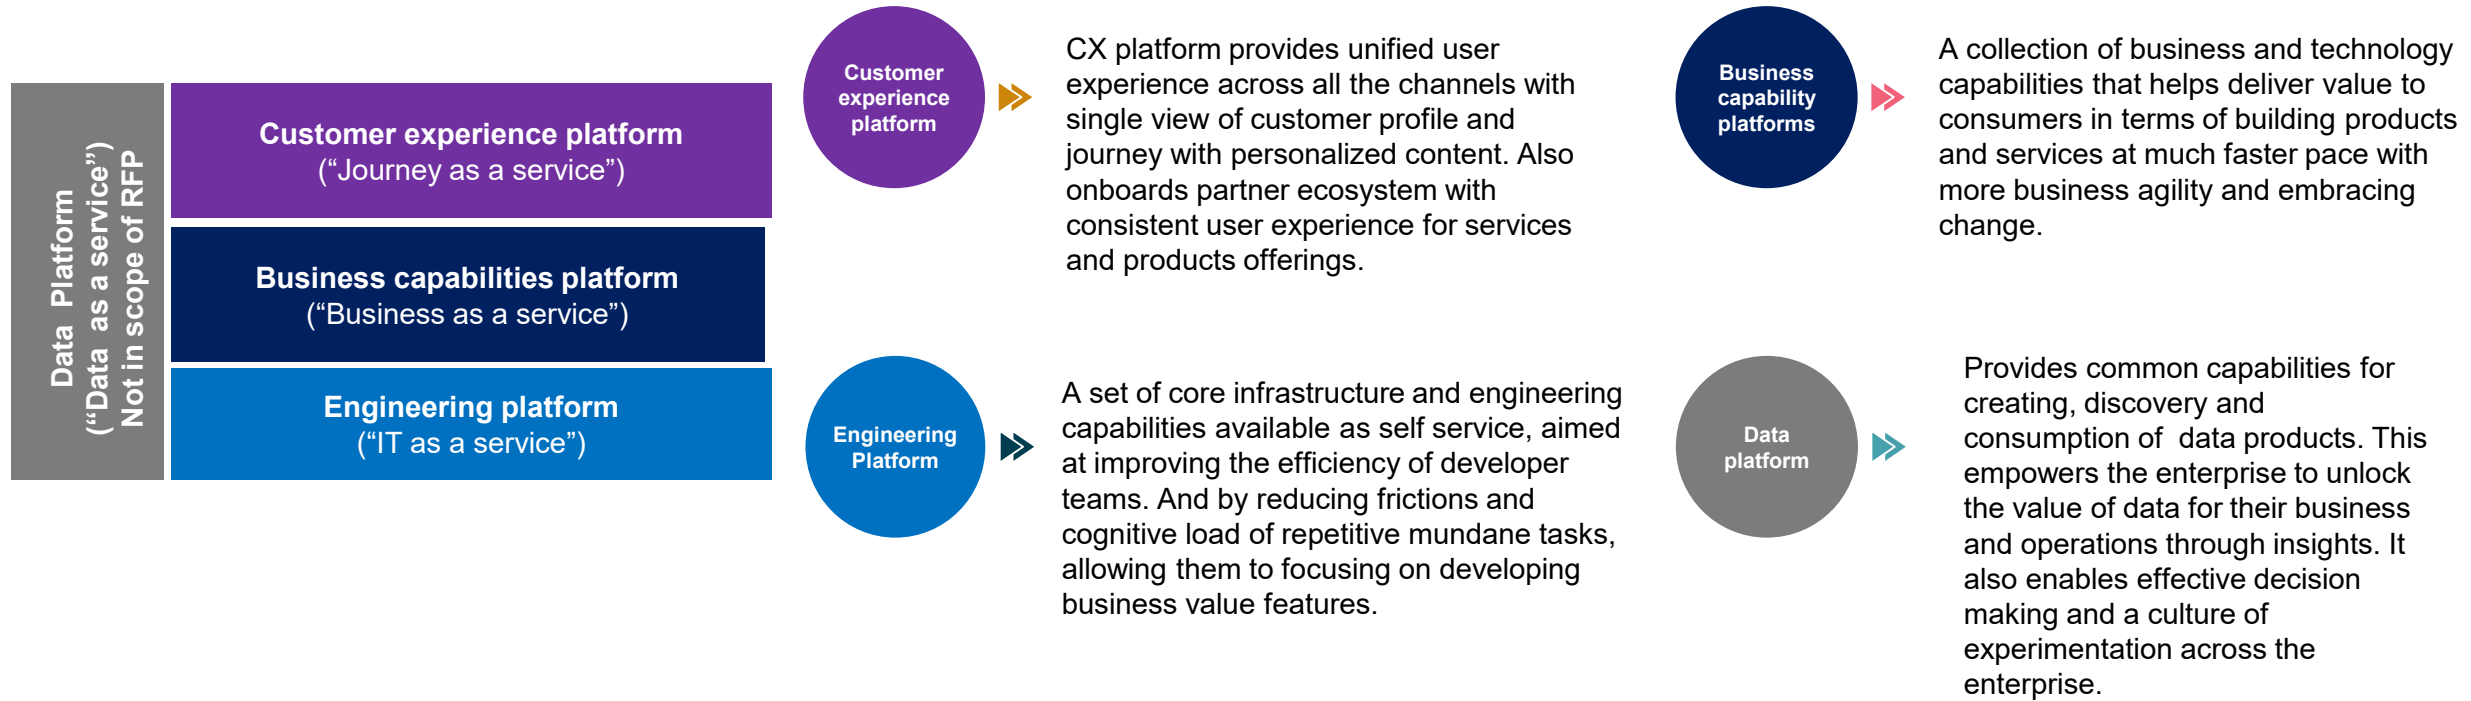 Data Platform
(“Data as a service”)
Not in scope of RFP
Customer experience platform
(“Journey as a service”)
Business capabilities platform
(“Business as a service”)
Engineering platform
(“IT as a service”)
Customer
experience
platform
CX platform provides unified user
experience across all the channels with
single view of customer profile and
journey with personalized content. Also
onboards partner ecosystem with
consistent user experience for services
and products offerings.
Business
capability
platforms
A collection of business and technology
capabilities that helps deliver value to
consumers in terms of building products
and services at much faster pace with
more business agility and embracing
change.
Engineering
Platform
A set of core infrastructure and engineering
capabilities available as self service, aimed
at improving the efficiency of developer
teams. And by reducing frictions and
cognitive load of repetitive mundane tasks,
allowing them to focusing on developing
business value features.
Data
platform
Provides common capabilities for
creating, discovery and
consumption of data products. This
empowers the enterprise to unlock
the value of data for their business
and operations through insights. It
also enables effective decision
making and a culture of
experimentation across the
enterprise.